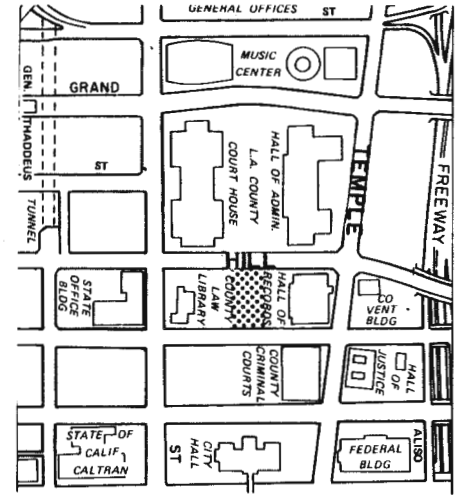 GENERAL OFFICES
ST
MUSIC
CENTER
GEN. THADDEUS
GRAND
ST
TUNNEL
COURT HOUSE
L.A. COUNTY
HALL OF ADMIN.
TEMPLE
FREEWAY
STATE
OFFICE
BLDG
COUNTY
LAW
LIBRARY
HALL OF
RECORDS
CO
VENT
BLDG
COUNTY
CRIMINAL
COURTS
HALL
OF
JUSTICE
STATE OF
CALIF
CALTRAN
ST
CITY
HALL
FEDERAL
BLDG
ALISO